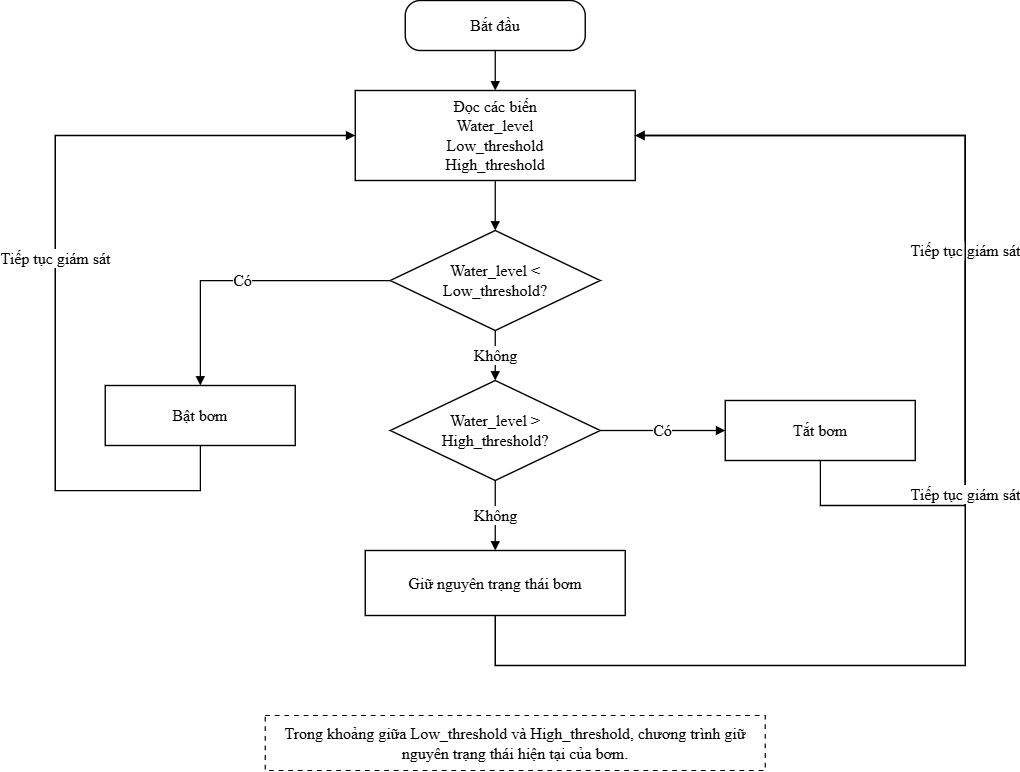 Bắt đầu
Đọc các biến
Water_level
Low_threshold
High_threshold
Tiếp tục giám sát
Tiếp tục giám sát
Water_level <
Low_threshold?
Có
Không
Bật bơm
Water_level >
High_threshold?
Có
Tắt bơm
Tiếp tục giám sát
Không
Giữ nguyên trạng thái bơm
Trong khoảng giữa Low_threshold và High_threshold, chương trình giữ
nguyên trạng thái hiện tại của bơm.